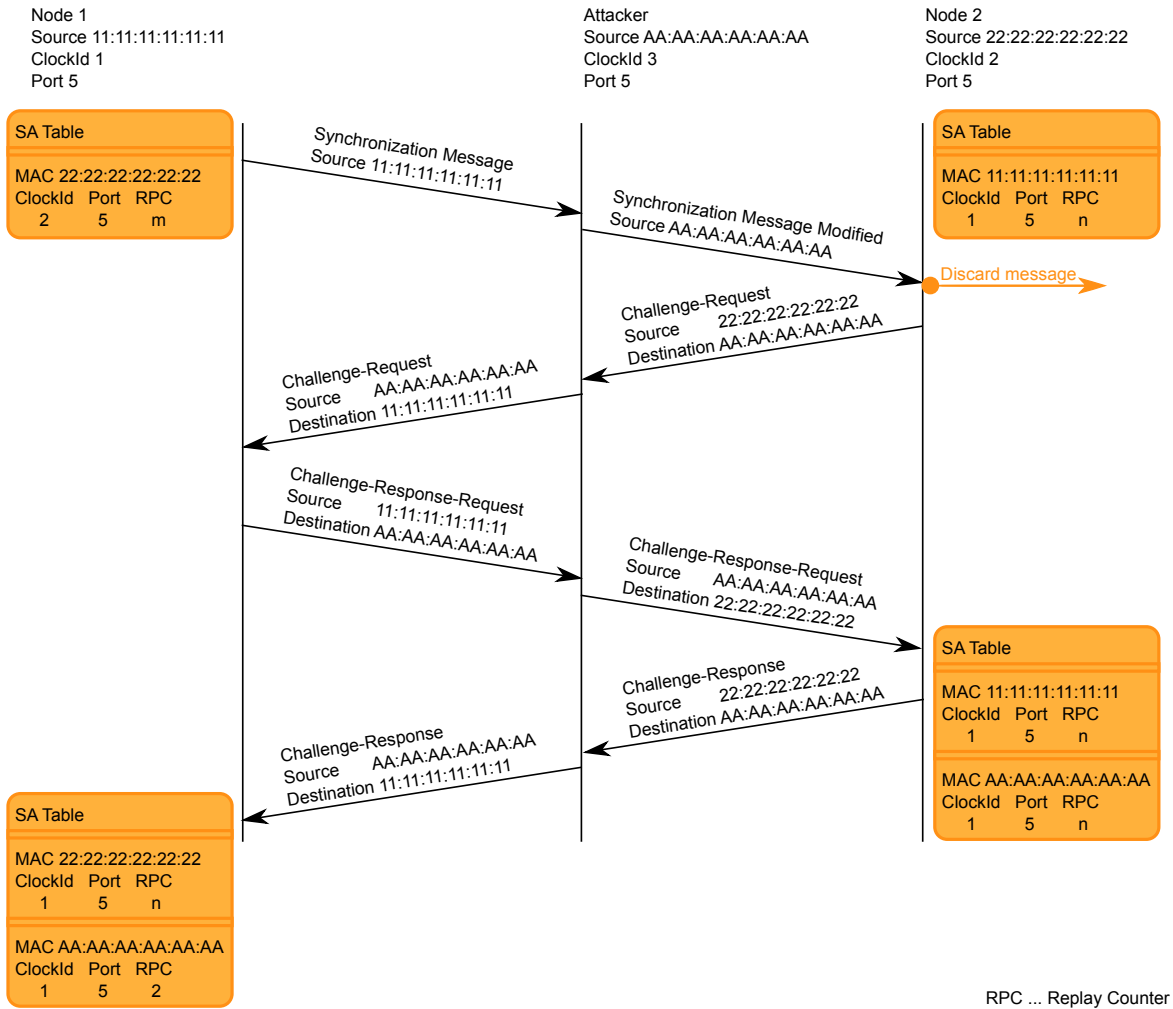 Node 1
Source 11:11:11:11:11:11
ClockId 1
Port 5
Attacker
Source AA:AA:AA:AA:AA:AA
ClockId 3
Port 5
Node 2
Source 22:22:22:22:22:22
ClockId 2
Port 5
SA Table
MAC 22:22:22:22:22:22
ClockId Port RPC
2 5 m
Synchronization Message
Source 11:11:11:11:11:11
Synchronization Message Modified
Source AA:AA:AA:AA:AA:AA
SA Table
MAC 11:11:11:11:11:11
ClockId Port RPC
1 5 n
Discard message
Challenge-Request
Source 22:22:22:22:22:22
Destination AA:AA:AA:AA:AA:AA
Challenge-Request
Source AA:AA:AA:AA:AA:AA
Destination 11:11:11:11:11:11
Challenge-Response-Request
Source 11:11:11:11:11:11
Destination AA:AA:AA:AA:AA:AA
Challenge-Response-Request
Source AA:AA:AA:AA:AA:AA
Destination 22:22:22:22:22:22
Challenge-Response
Source 22:22:22:22:22:22
Destination AA:AA:AA:AA:AA:AA
Challenge-Response
Source AA:AA:AA:AA:AA:AA
Destination 11:11:11:11:11:11
SA Table
MAC 11:11:11:11:11:11
ClockId Port RPC
1 5 n
MAC AA:AA:AA:AA:AA:AA
ClockId Port RPC
1 5 n
SA Table
MAC 22:22:22:22:22:22
ClockId Port RPC
1 5 n
MAC AA:AA:AA:AA:AA:AA
ClockId Port RPC
1 5 2
RPC ... Replay Counter